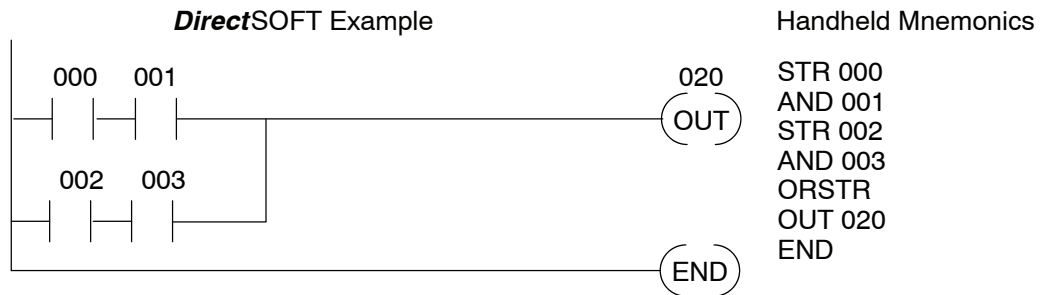 DirectSOFT Example
Handheld Mnemonics
000 001 020
OUT
002 003
END
STR 000
AND 001
STR 002
AND 003
ORSTR
OUT 020
END